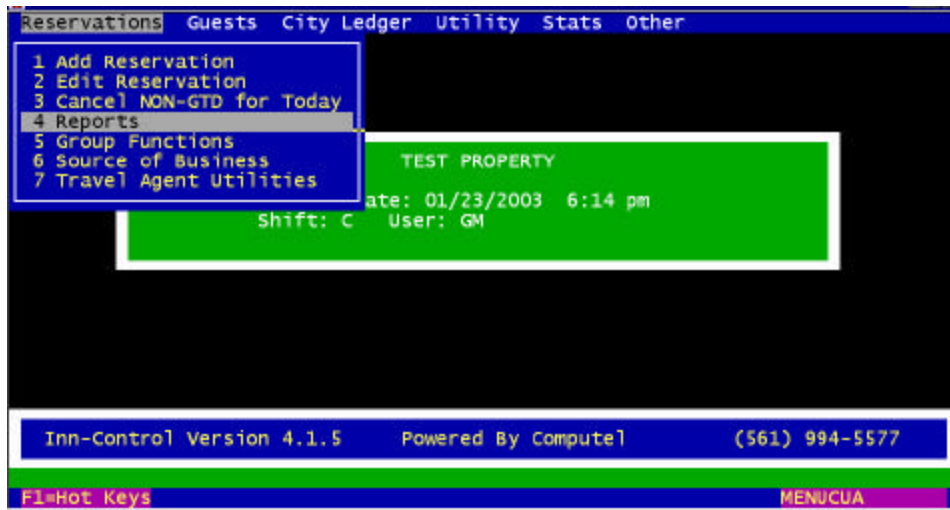 Reservations Guests City Ledger Utility Stats Other
1 Add Reservation
2 Edit Reservation
3 Cancel NON-GTD for Today
4 Reports
5 Group Functions
6 Source of Business
7 Travel Agent Utilities
TEST PROPERTY
ate: 01/23/2003 6:14 pm
Shift: C User: GM
Inn-Control Version 4.1.5 Powered By Computel (561) 994-5577
F1=Hot Keys MENUCUA